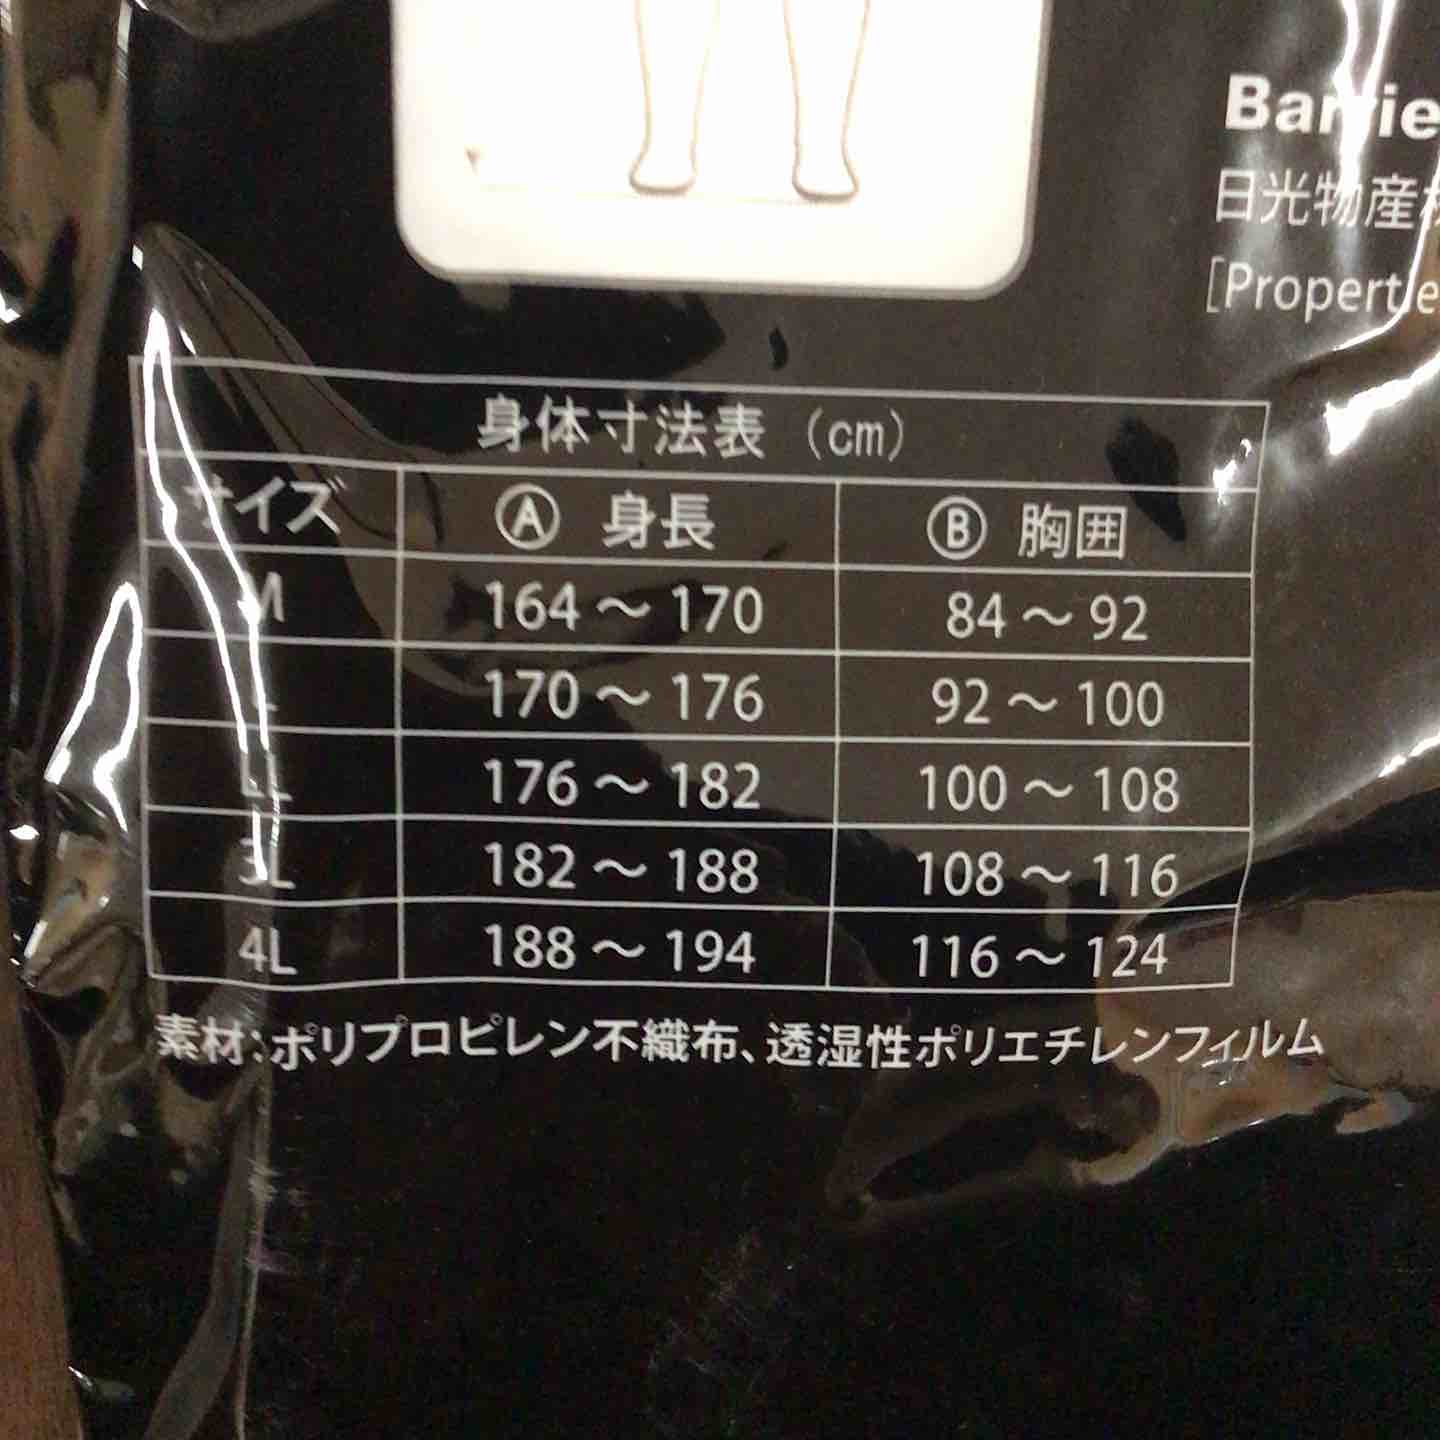 Barrie
日光物産株
[Propertie
身体寸法表 (cm)
サイズ Ⓐ 身長 Ⓑ 胸囲
M 164～170 84～92
L 170～176 92～100
LL 176～182 100～108
3L 182～188 108～116
4L 188～194 116～124
素材:ポリプロピレン不織布、透湿性ポリエチレンフィルム